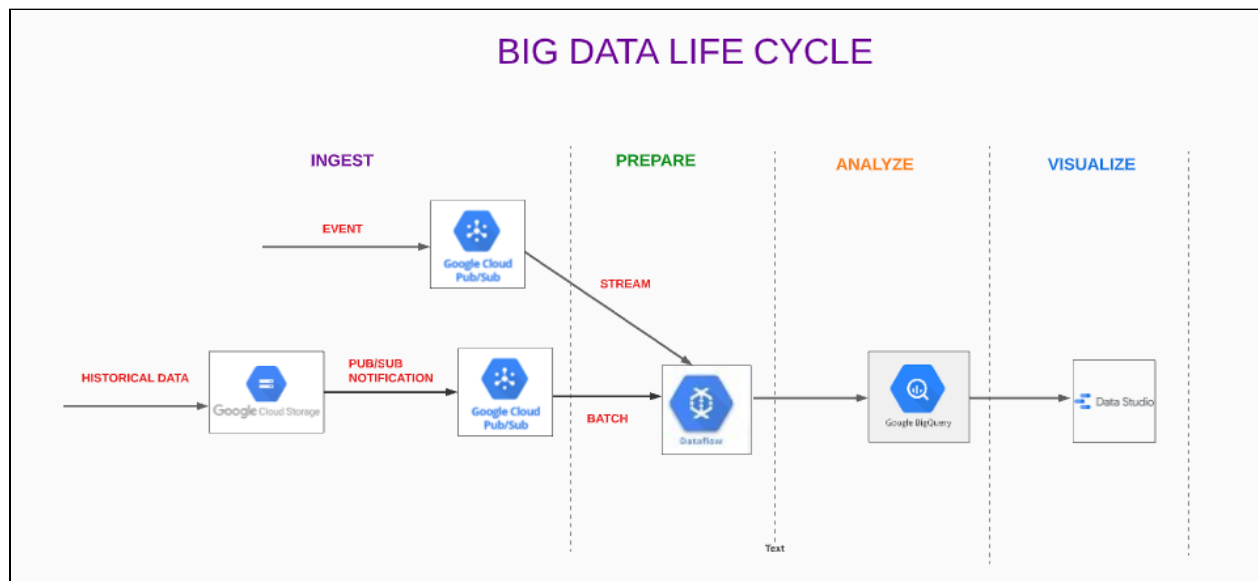 BIG DATA LIFE CYCLE
INGEST
PREPARE
ANALYZE
VISUALIZE
EVENT
Google Cloud
Pub/Sub
STREAM
HISTORICAL DATA
Google Cloud Storage
PUB/SUB
NOTIFICATION
Google Cloud
Pub/Sub
BATCH
Dataflow
Google BigQuery
Data Studio
Text